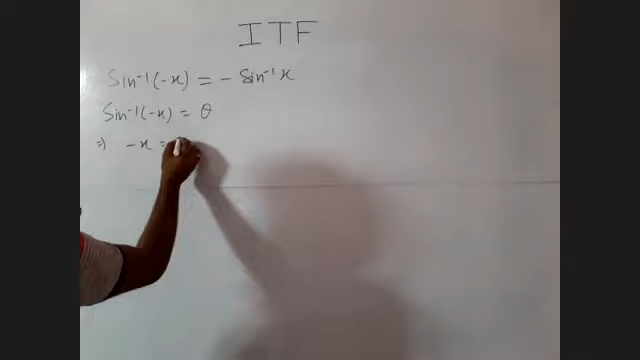 ITF
Sin⁻¹(-x) = - Sin⁻¹x
Sin⁻¹(-x) = θ
⇒ -x =